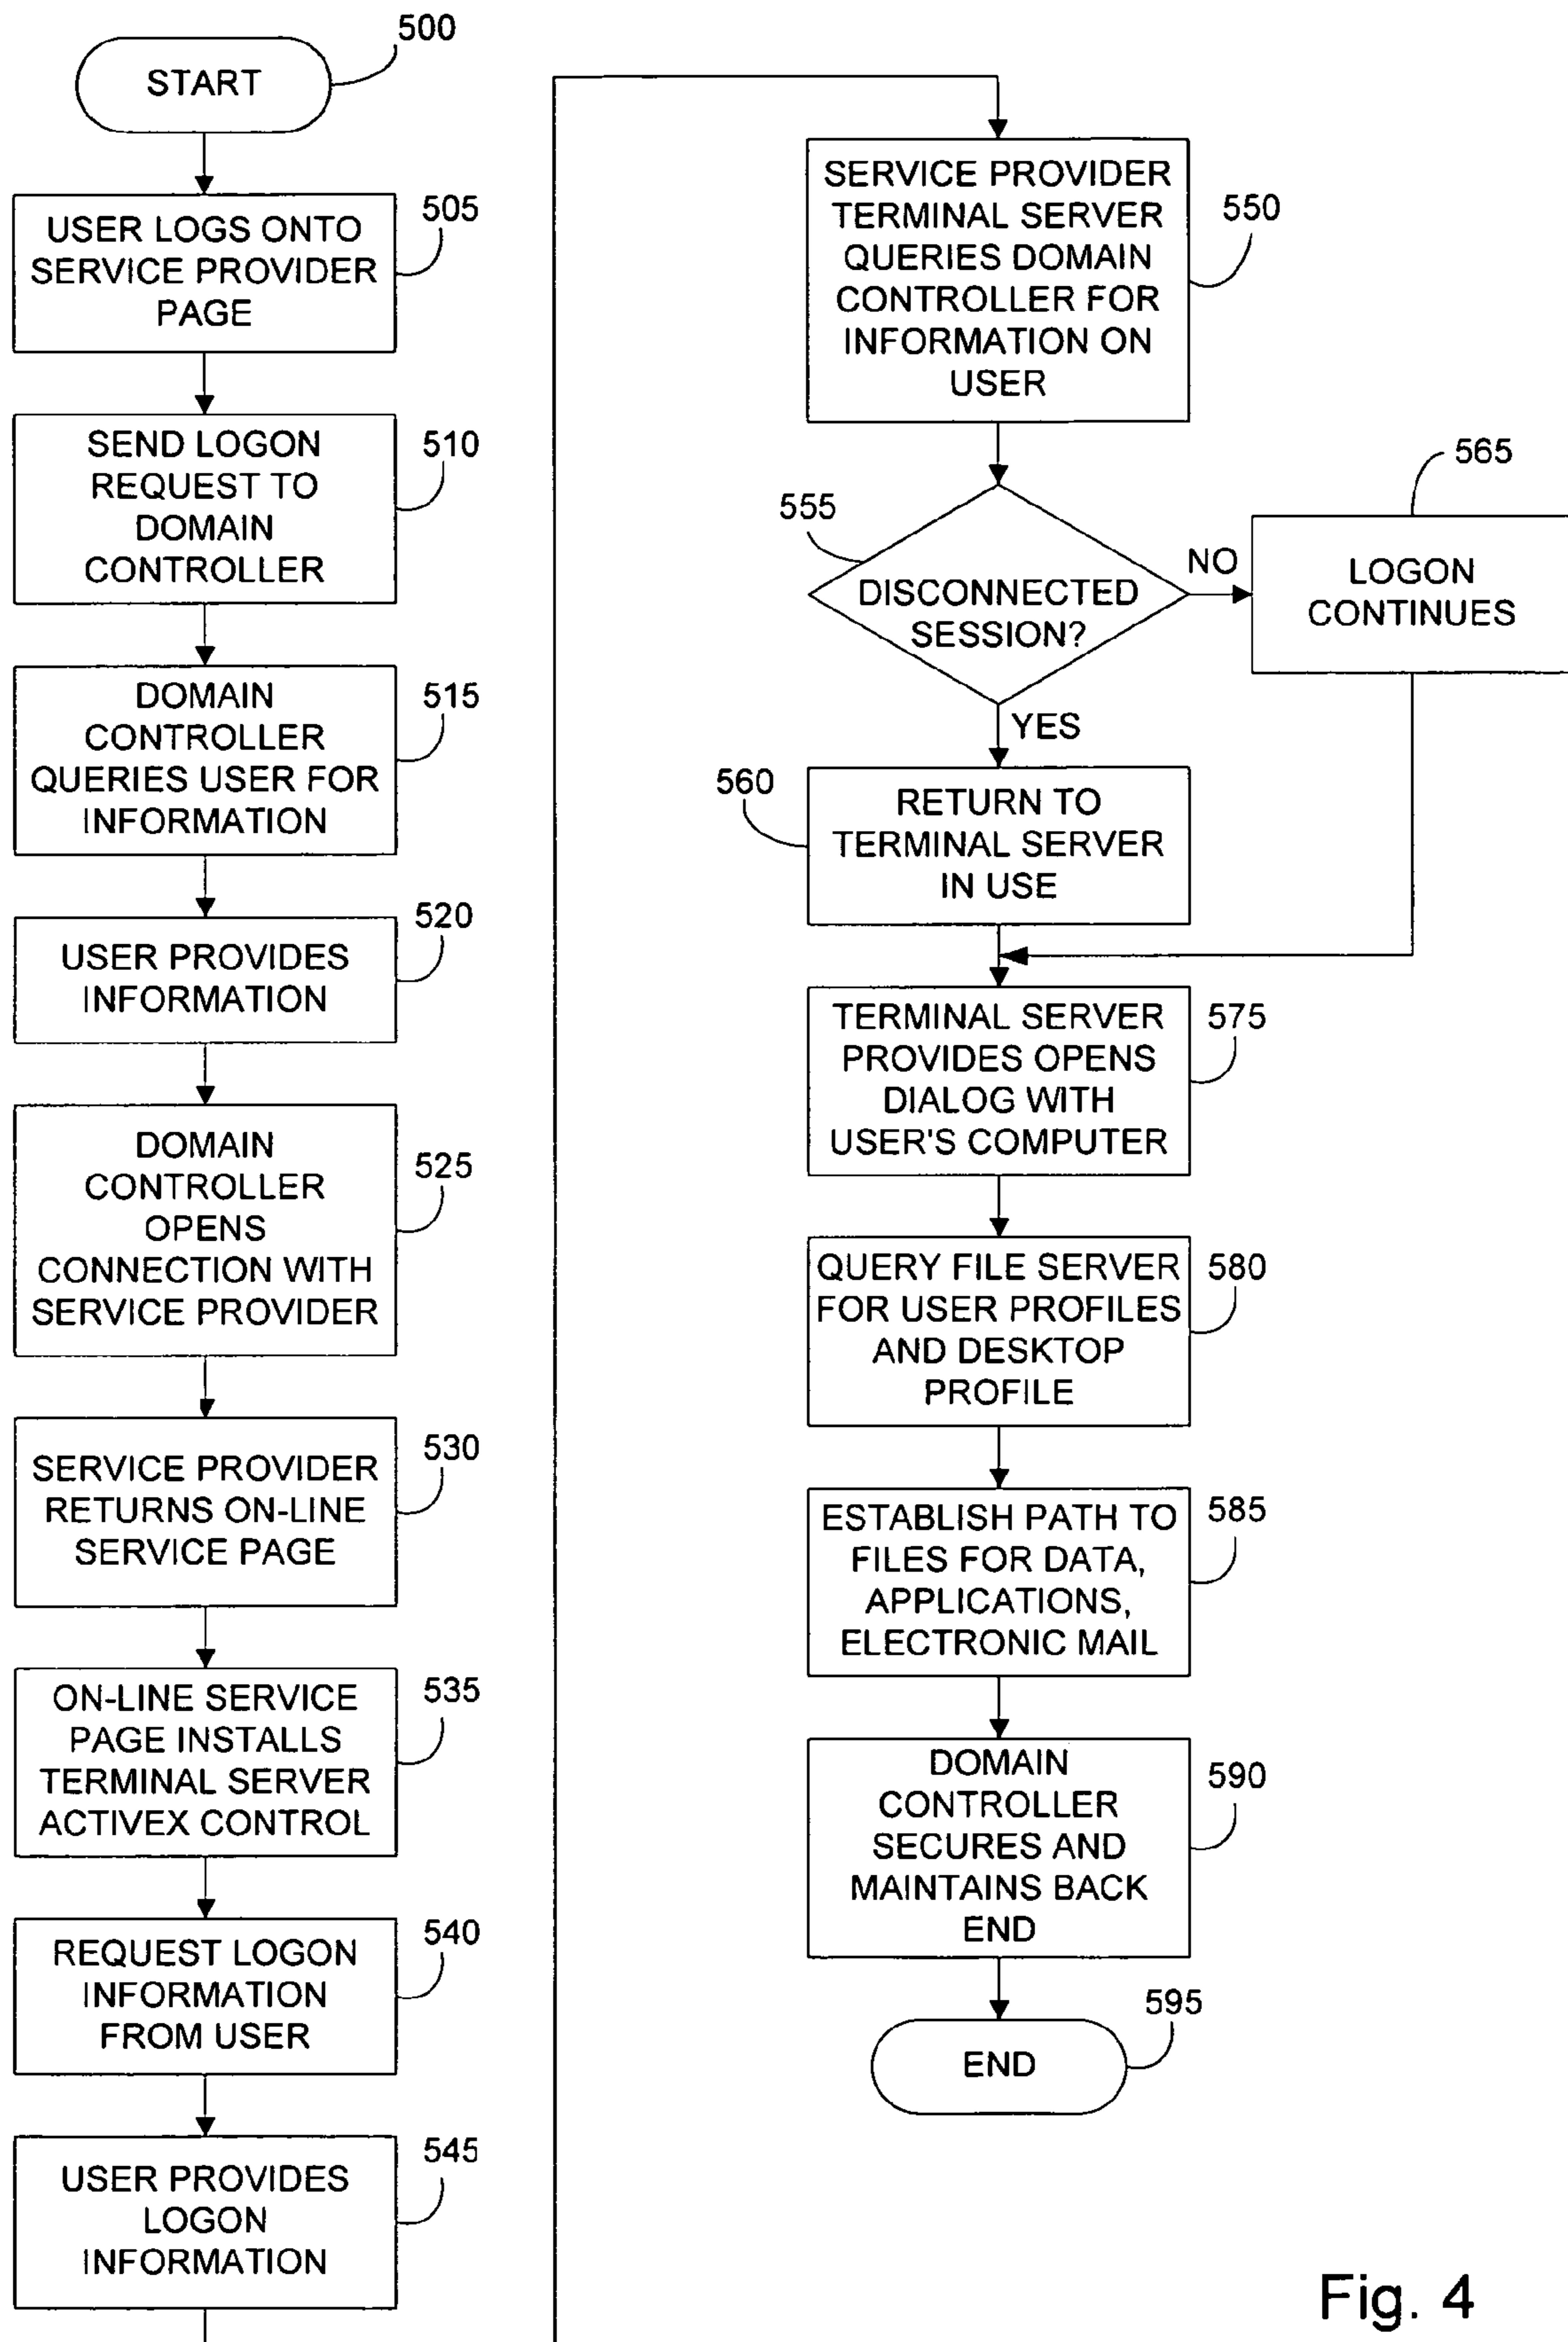 500
START
505
USER LOGS ONTO
SERVICE PROVIDER
PAGE
510
SEND LOGON
REQUEST TO
DOMAIN
CONTROLLER
515
DOMAIN
CONTROLLER
QUERIES USER FOR
INFORMATION
520
USER PROVIDES
INFORMATION
525
DOMAIN
CONTROLLER
OPENS
CONNECTION WITH
SERVICE PROVIDER
530
SERVICE PROVIDER
RETURNS ON-LINE
SERVICE PAGE
535
ON-LINE SERVICE
PAGE INSTALLS
TERMINAL SERVER
ACTIVEX CONTROL
540
REQUEST LOGON
INFORMATION
FROM USER
545
USER PROVIDES
LOGON
INFORMATION
550
SERVICE PROVIDER
TERMINAL SERVER
QUERIES DOMAIN
CONTROLLER FOR
INFORMATION ON
USER
555
DISCONNECTED
SESSION?
NO
565
LOGON
CONTINUES
YES
560
RETURN TO
TERMINAL SERVER
IN USE
575
TERMINAL SERVER
PROVIDES OPENS
DIALOG WITH
USER'S COMPUTER
580
QUERY FILE SERVER
FOR USER PROFILES
AND DESKTOP
PROFILE
585
ESTABLISH PATH TO
FILES FOR DATA,
APPLICATIONS,
ELECTRONIC MAIL
590
DOMAIN
CONTROLLER
SECURES AND
MAINTAINS BACK
END
595
END
Fig. 4